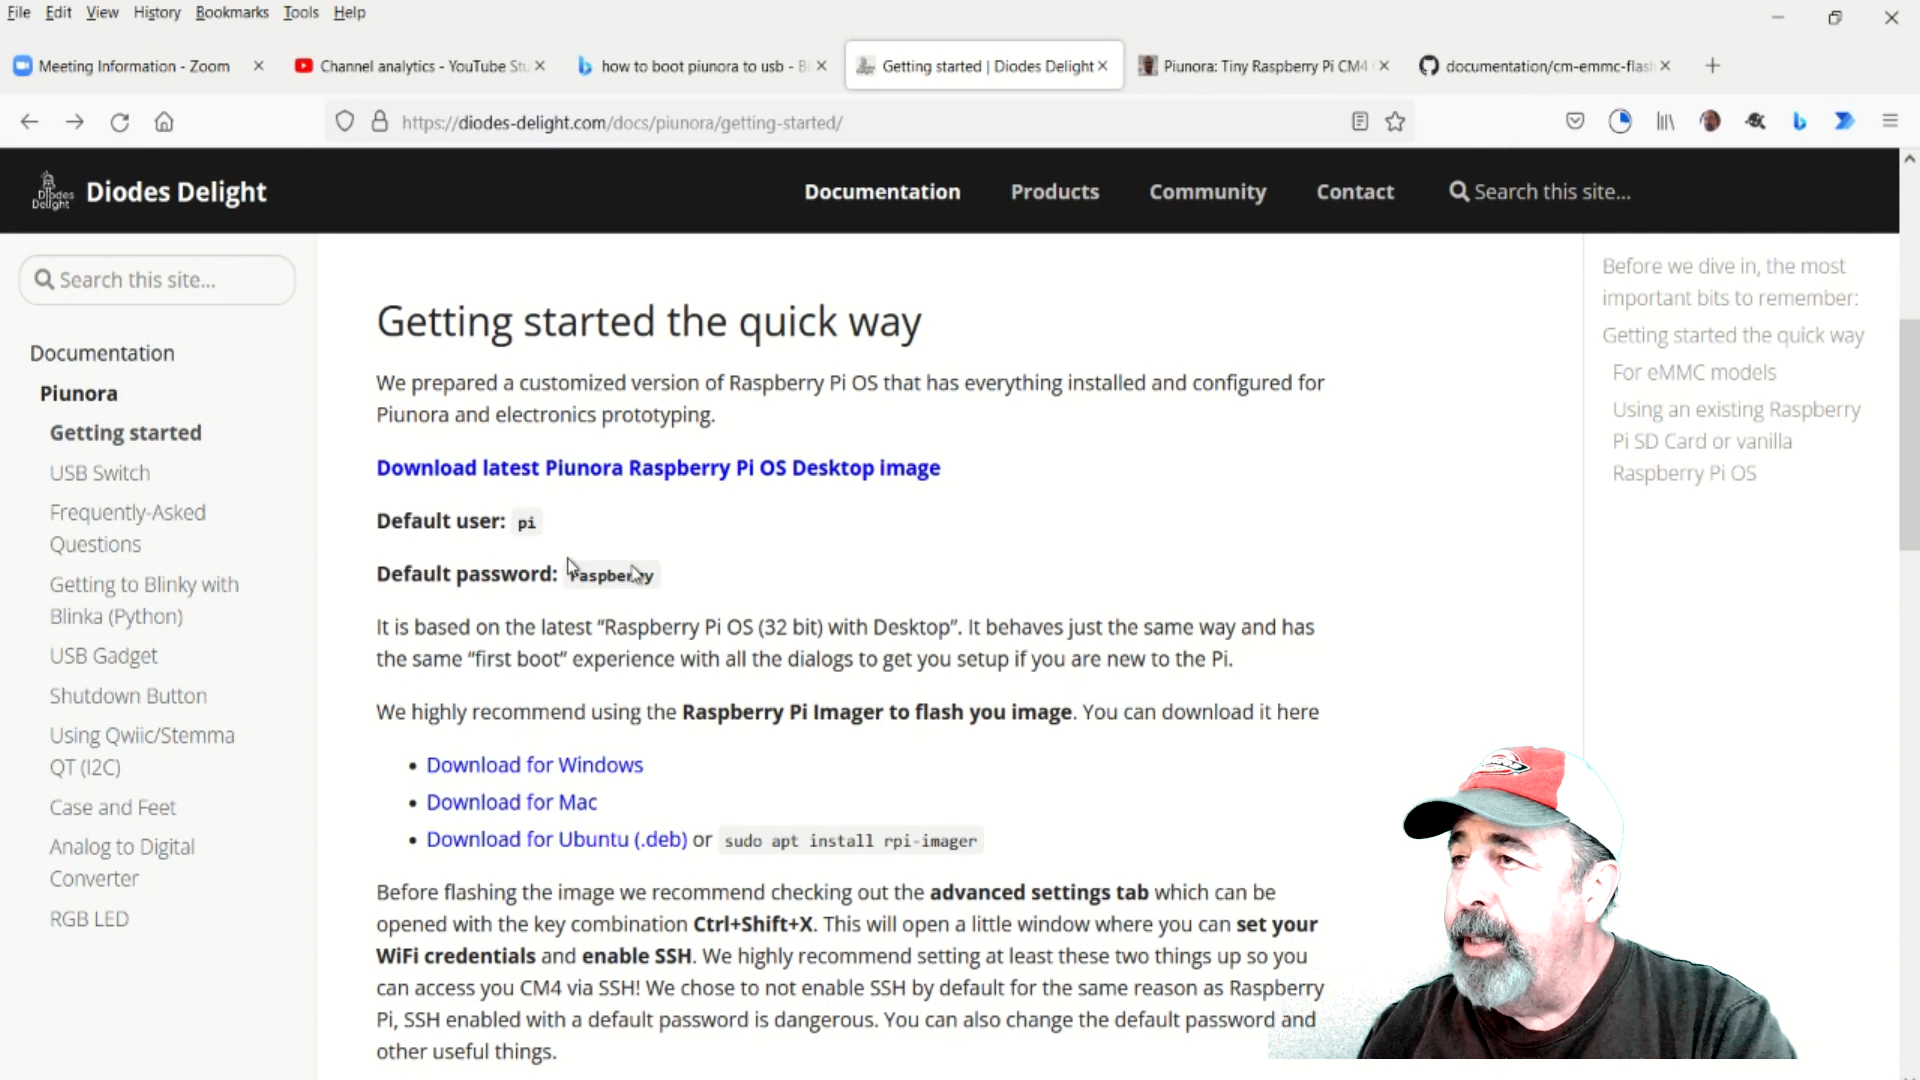 File Edit View History Bookmarks Tools Help
Meeting Information - Zoom
Channel analytics - YouTube Stu
how to boot piunora to usb - Bi
Getting started | Diodes Delight
Piunora: Tiny Raspberry Pi CM4
documentation/cm-emmc-flash
https://diodes-delight.com/docs/piunora/getting-started/
Diodes Delight
Diodes Delight
Documentation Products Community Contact Search this site...
Search this site...
Documentation
Piunora
Getting started
USB Switch
Frequently-Asked
Questions
Getting to Blinky with
Blinka (Python)
USB Gadget
Shutdown Button
Using Qwiic/Stemma
QT (I2C)
Case and Feet
Analog to Digital
Converter
RGB LED
Getting started the quick way
We prepared a customized version of Raspberry Pi OS that has everything installed and configured for
Piunora and electronics prototyping.
Download latest Piunora Raspberry Pi OS Desktop image
Default user: pi
Default password: raspberry
It is based on the latest “Raspberry Pi OS (32 bit) with Desktop”. It behaves just the same way and has
the same “first boot” experience with all the dialogs to get you setup if you are new to the Pi.
We highly recommend using the Raspberry Pi Imager to flash you image. You can download it here
• Download for Windows
• Download for Mac
• Download for Ubuntu (.deb) or sudo apt install rpi-imager
Before flashing the image we recommend checking out the advanced settings tab which can be
opened with the key combination Ctrl+Shift+X. This will open a little window where you can set your
WiFi credentials and enable SSH. We highly recommend setting at least these two things up so you
can access you CM4 via SSH! We chose to not enable SSH by default for the same reason as Raspberry
Pi, SSH enabled with a default password is dangerous. You can also change the default password and
other useful things.
Before we dive in, the most
important bits to remember:
Getting started the quick way
For eMMC models
Using an existing Raspberry
Pi SD Card or vanilla
Raspberry Pi OS